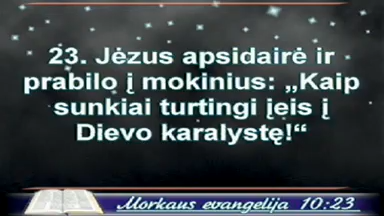 23. Jėzus apsidairė ir
prabilo į mokinius: „Kaip
sunkiai turtingi įeis į
Dievo karalystę!“
Morkaus evangelija 10:23